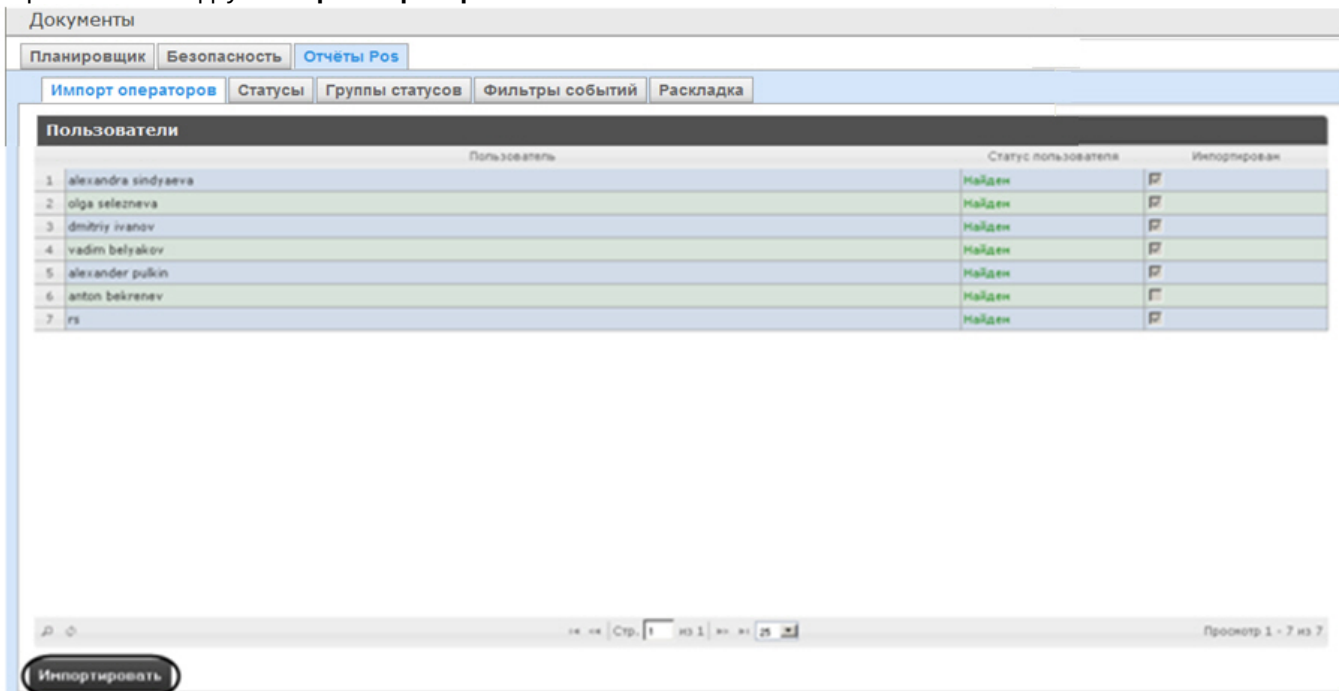 Документы
Планировщик Безопасность Отчёты Pos
Импорт операторов Статусы Группы статусов Фильтры событий Раскладка
Пользователи
Пользователь Статус пользователя Импортирован
1 alexandra sindyaeva Найден
2 olga selezneva Найден
3 dmitriy ivanov Найден
4 vadim belyakov Найден
5 alexander pulkin Найден
6 anton bekrenev Найден
7 rs Найден
Стр. 1 из 1 25 Просмотр 1 - 7 из 7
Импортировать